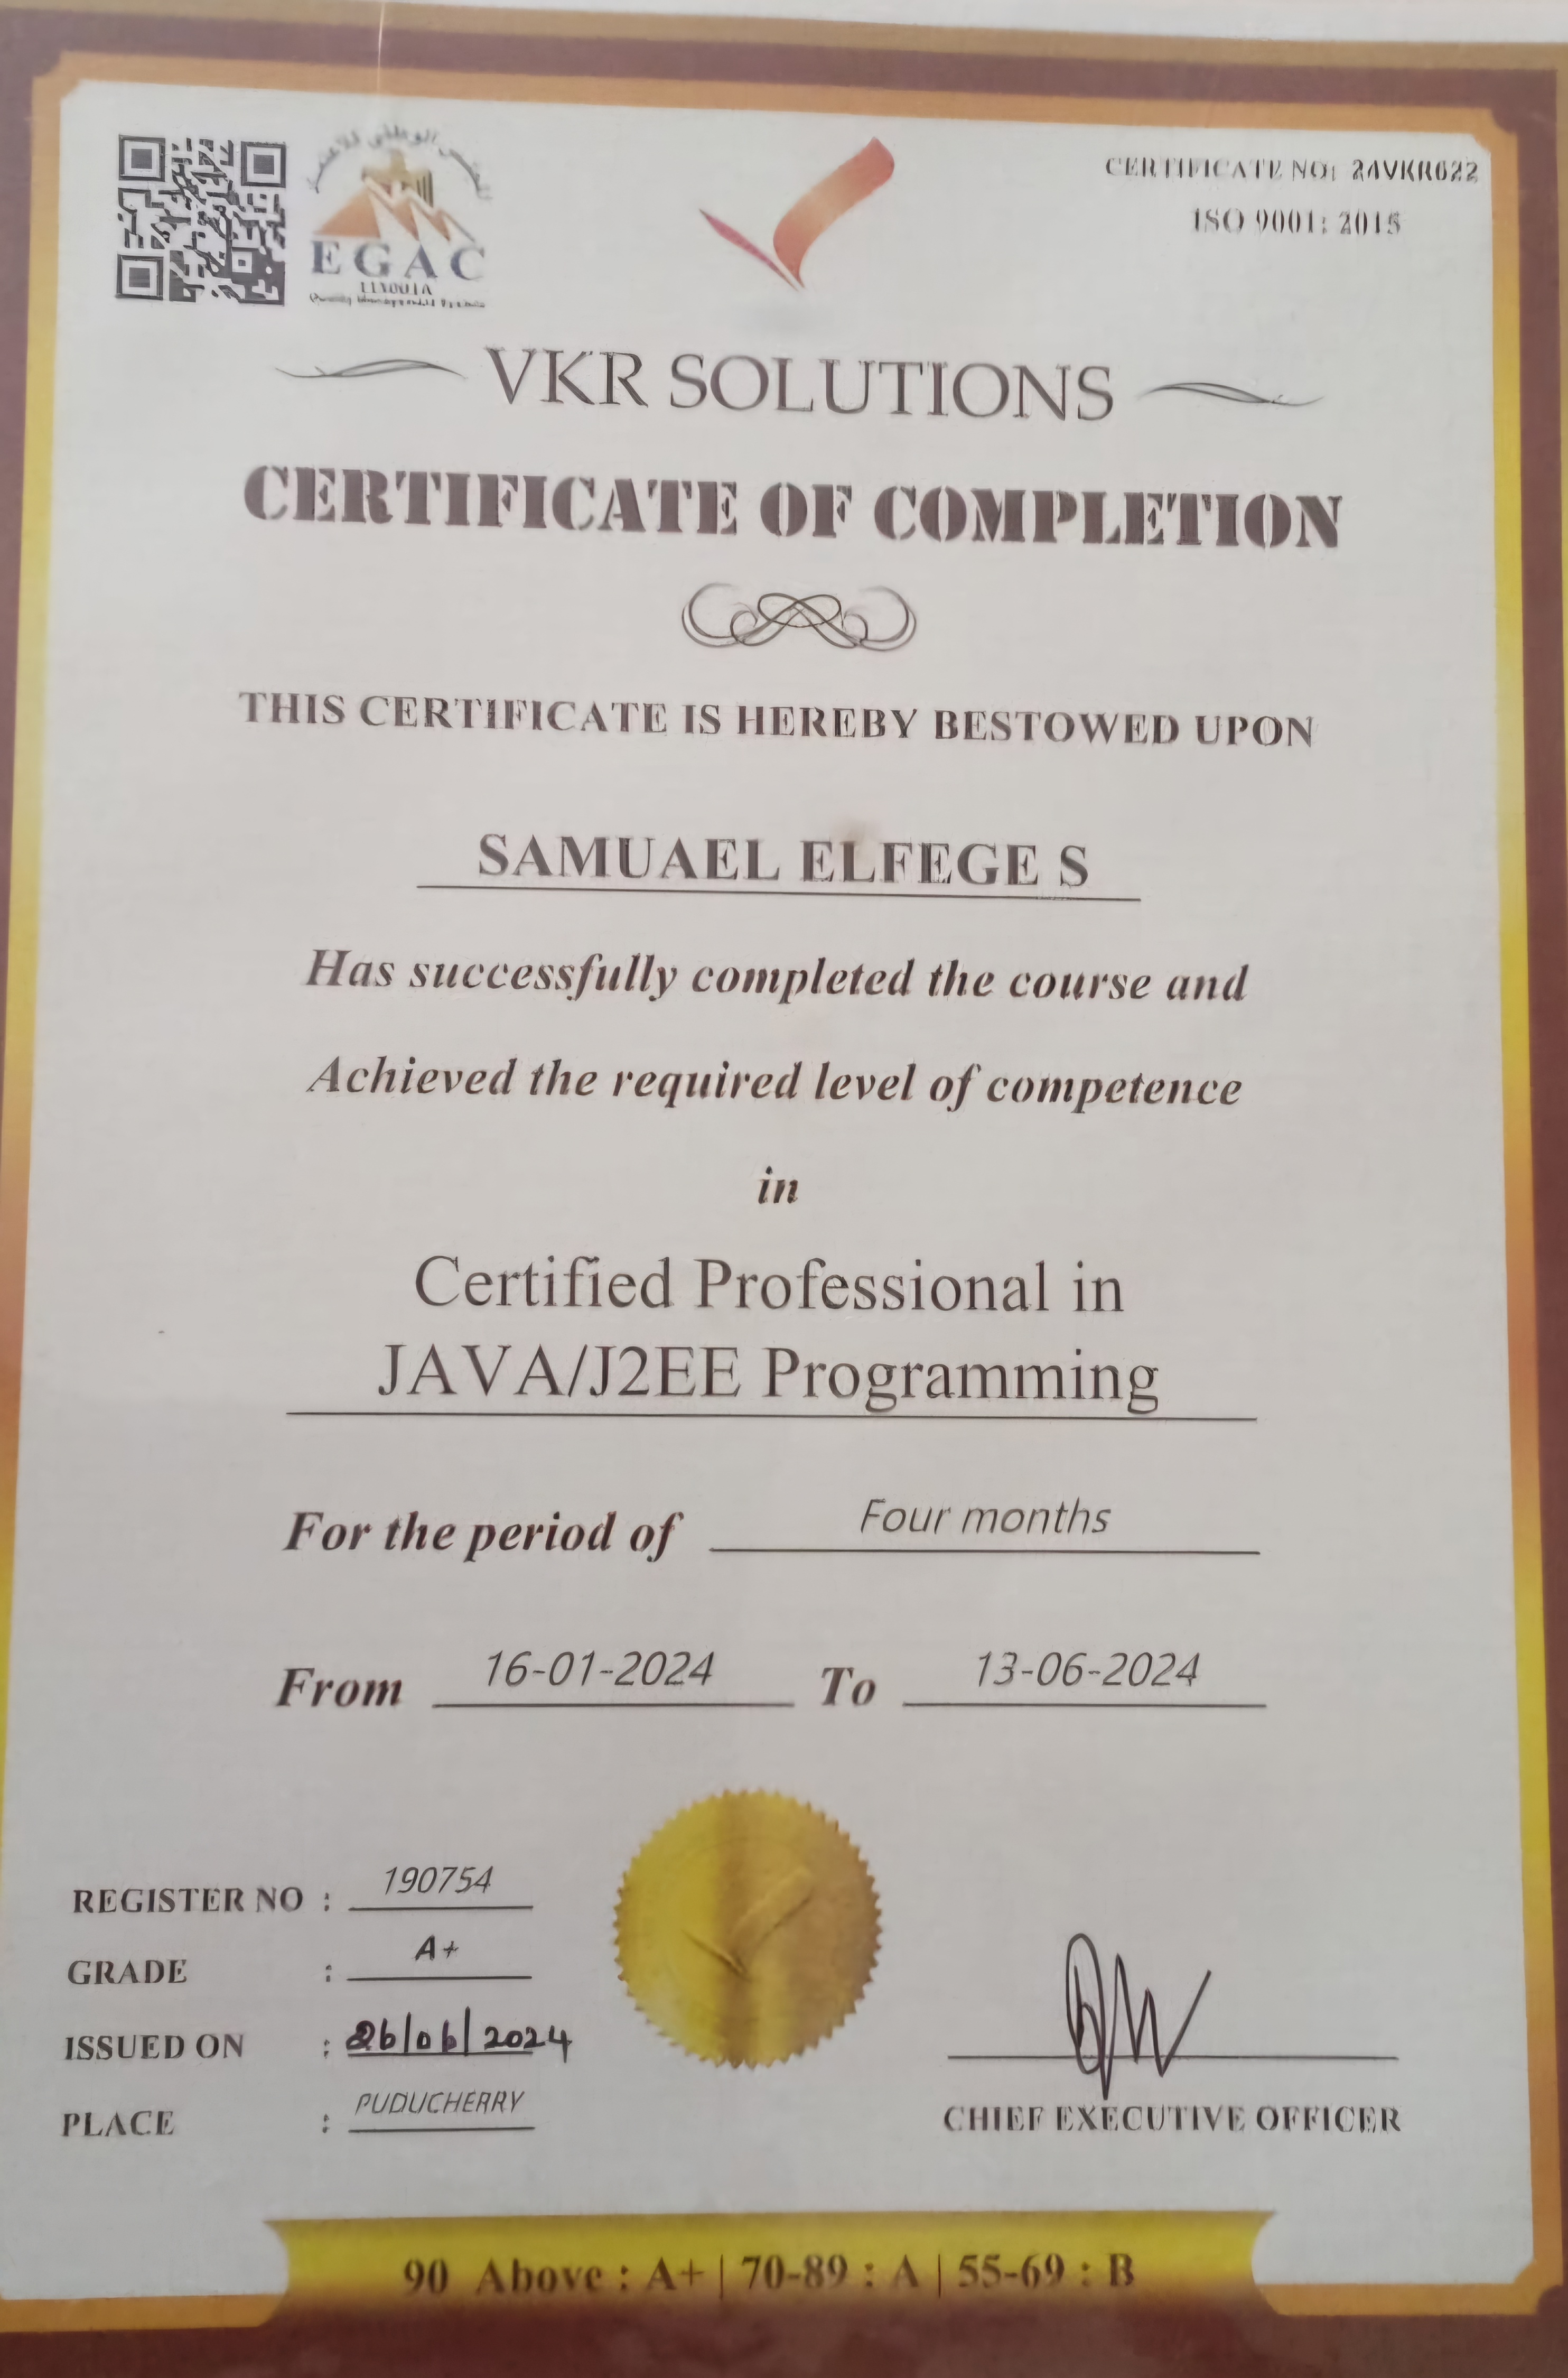 CERTIFICATE NO: 24VKR622
ISO 9001: 2015
EGAC
VKR SOLUTIONS
CERTIFICATE OF COMPLETION
THIS CERTIFICATE IS HEREBY BESTOWED UPON
SAMUAEL ELFEGE S
Has successfully completed the course and
Achieved the required level of competence
in
Certified Professional in
JAVA/J2EE Programming
For the period of Four months
From 16-01-2024 To 13-06-2024
REGISTER NO : 190754
GRADE : A+
ISSUED ON : 26/06/2024
PLACE : PUDUCHERRY
CHIEF EXECUTIVE OFFICER
90 Above : A+ | 70-89 : A | 55-69 : B